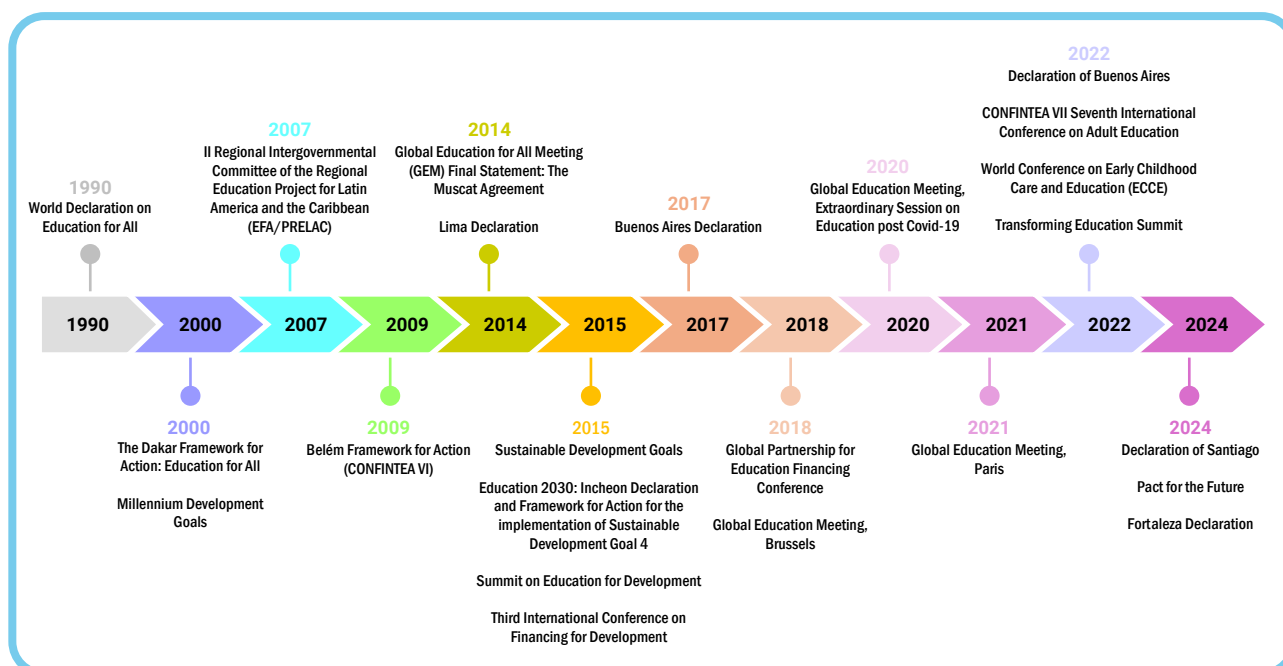 1990
World Declaration on
Education for All
2007
II Regional Intergovernmental
Committee of the Regional
Education Project for Latin
America and the Caribbean
(EFA/PRELAC)
2014
Global Education for All Meeting
(GEM) Final Statement: The
Muscat Agreement
Lima Declaration
2017
Buenos Aires Declaration
2020
Global Education Meeting,
Extraordinary Session on
Education post Covid-19
2022
Declaration of Buenos Aires
CONFINTEA VII Seventh International
Conference on Adult Education
World Conference on Early Childhood
Care and Education (ECCE)
Transforming Education Summit
1990
2000
2007
2009
2014
2015
2017
2018
2020
2021
2022
2024
2000
The Dakar Framework for
Action: Education for All
Millennium Development
Goals
2009
Belém Framework for Action
(CONFINTEA VI)
2015
Sustainable Development Goals
Education 2030: Incheon Declaration
and Framework for Action for the
implementation of Sustainable
Development Goal 4
Summit on Education for Development
Third International Conference on
Financing for Development
2018
Global Partnership for
Education Financing
Conference
Global Education Meeting,
Brussels
2021
Global Education Meeting,
Paris
2024
Declaration of Santiago
Pact for the Future
Fortaleza Declaration